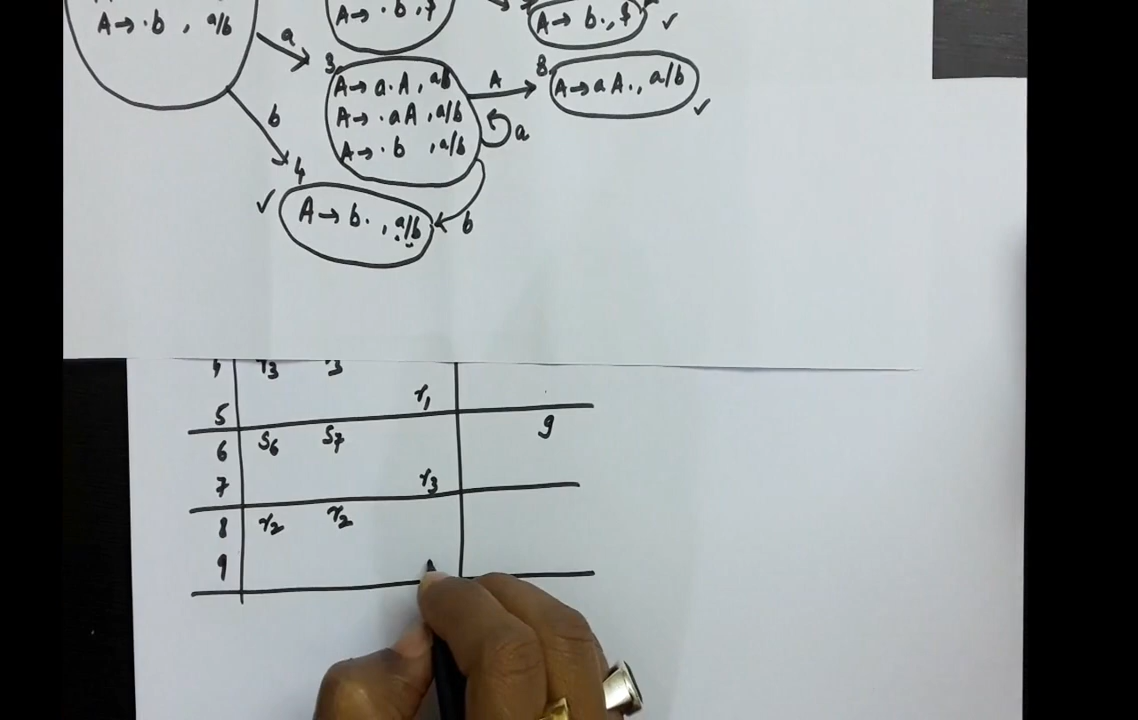 A → .b , a/b
A → .b , $
A → b. , $ ✓
a
3
A → a.A , a/b
A → .aA , a/b
A → .b , a/b
A
a
8
A → aA. , a/b
✓
b
4
✓
A → b. , a/b
b
4 r3 r3
5 r1
6 S6 S7 9
7 r3
8 r2 r2
9